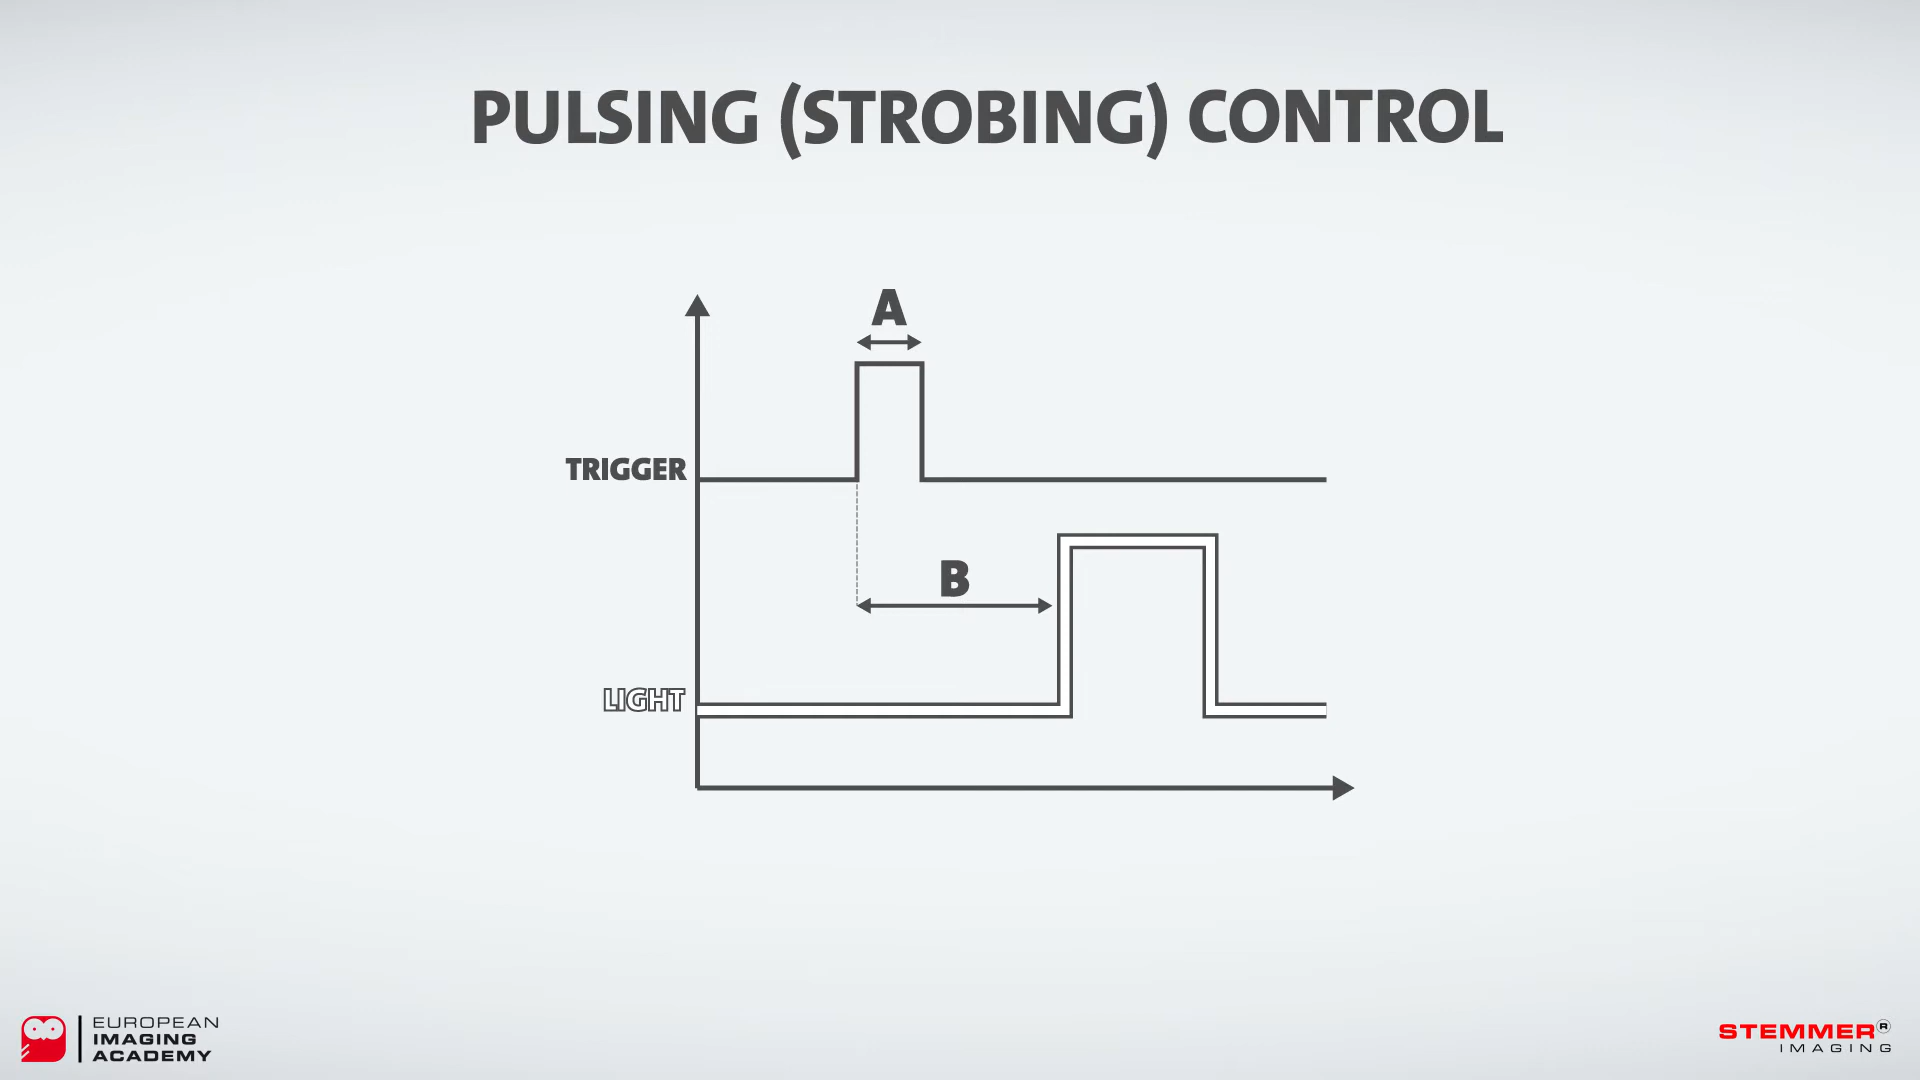 PULSING (STROBING) CONTROL
A
TRIGGER
B
LIGHT
EUROPEAN
IMAGING
ACADEMY
STEMMER®
IMAGING